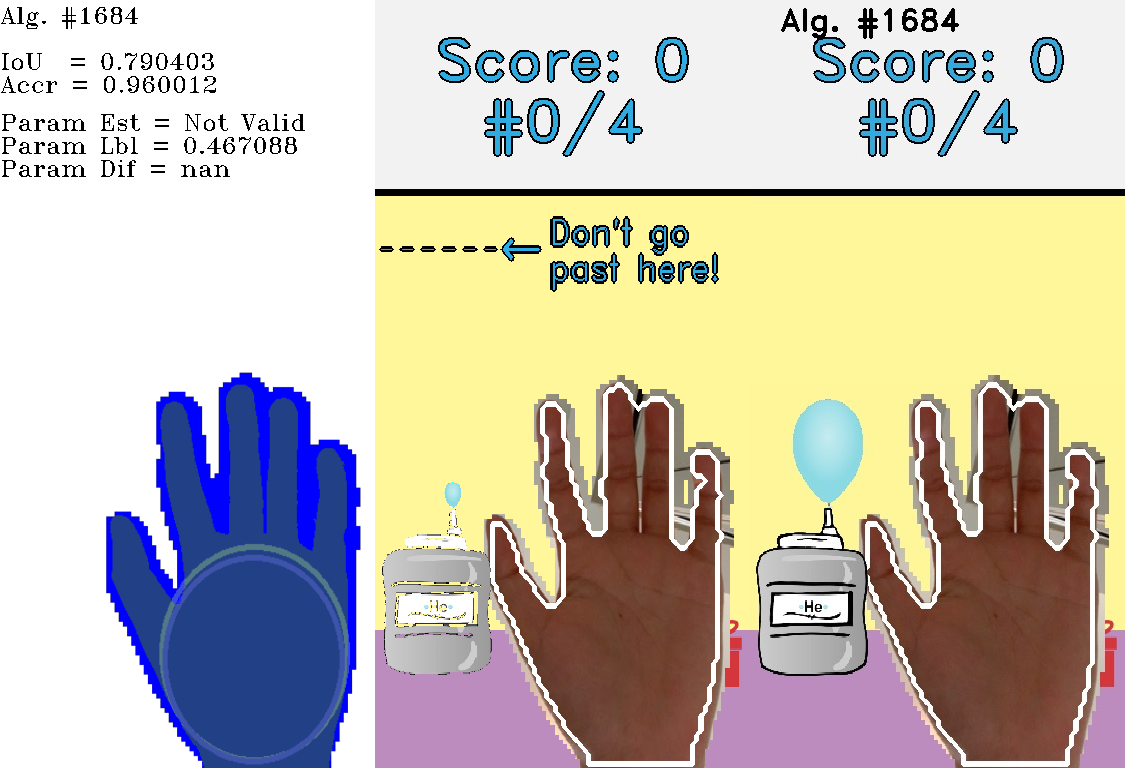 Alg. #1684
IoU = 0.790403
Accr = 0.960012
Param Est = Not Valid
Param Lbl = 0.467088
Param Dif = nan
Score: 0
#0/4
Don't go
past here!
He
Alg. #1684
Score: 0
#0/4
He